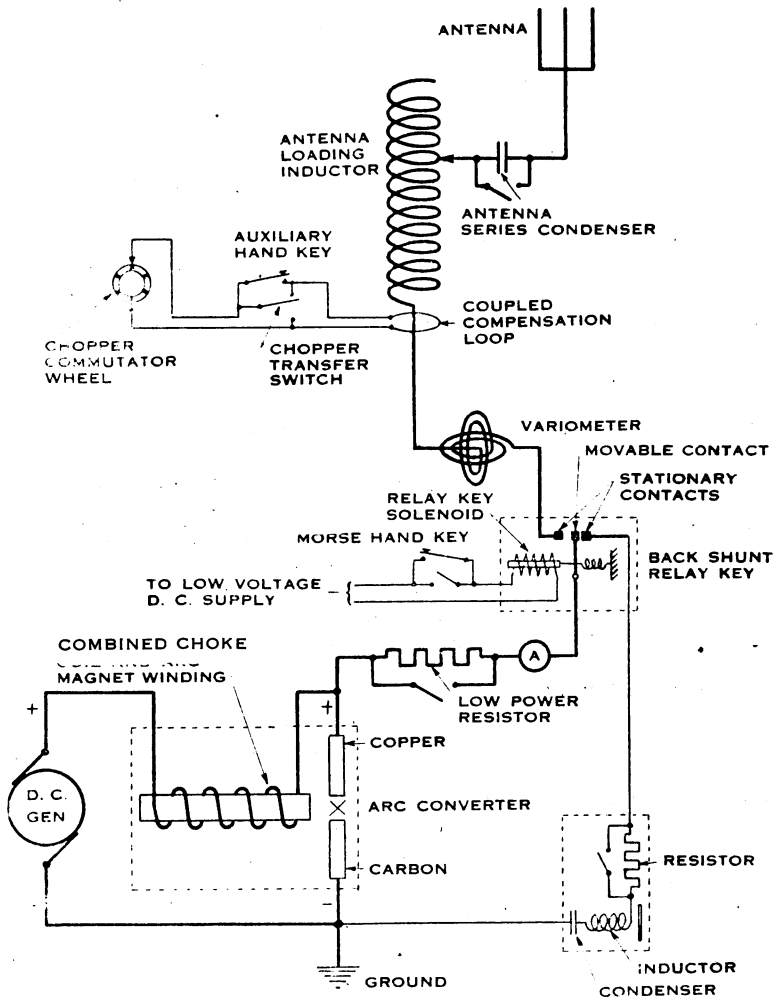 ANTENNA
ANTENNA
LOADING
INDUCTOR
ANTENNA
SERIES CONDENSER
AUXILIARY
HAND KEY
COUPLED
COMPENSATION
LOOP
CHOPPER
COMMUTATOR
WHEEL
CHOPPER
TRANSFER
SWITCH
VARIOMETER
MOVABLE CONTACT
STATIONARY
CONTACTS
RELAY KEY
SOLENOID
MORSE HAND KEY
BACK SHUNT
RELAY KEY
TO LOW VOLTAGE
D. C. SUPPLY
COMBINED CHOKE
MAGNET WINDING
A
LOW POWER
RESISTOR
+
+
COPPER
D. C.
GEN
ARC CONVERTER
CARBON
RESISTOR
-
INDUCTOR
CONDENSER
GROUND